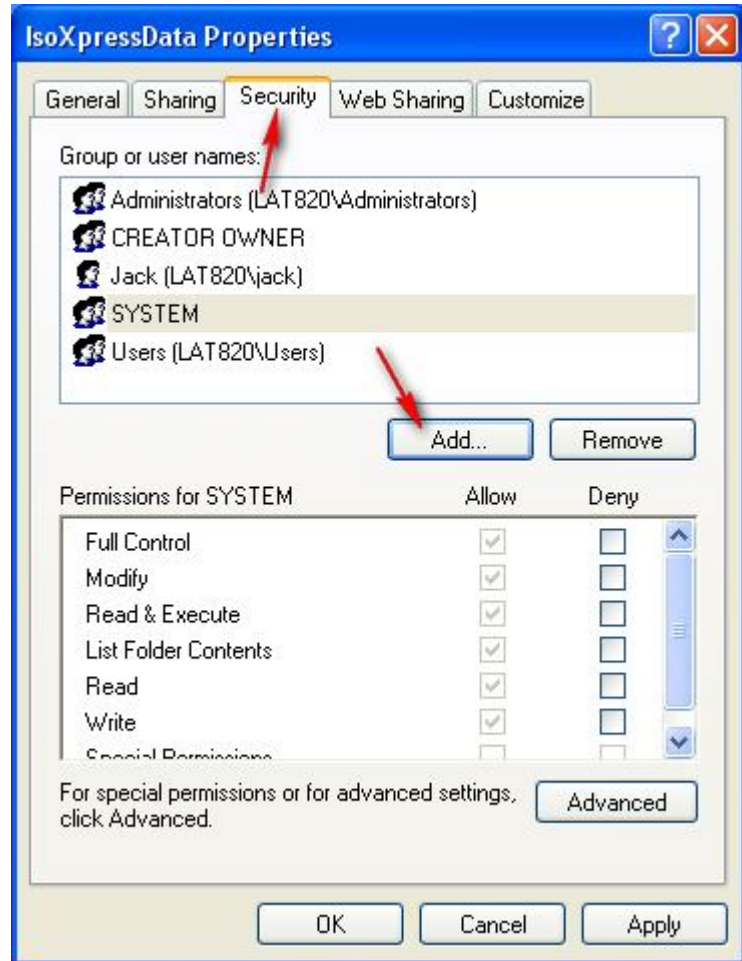 IsoXpressData Properties
General Sharing Security Web Sharing Customize
Group or user names:
Administrators (LAT820\Administrators)
CREATOR OWNER
Jack (LAT820\jack)
SYSTEM
Users (LAT820\Users)
Add... Remove
Permissions for SYSTEM Allow Deny
Full Control
Modify
Read & Execute
List Folder Contents
Read
Write
Special Permissions
For special permissions or for advanced settings,
click Advanced.
Advanced
OK Cancel Apply